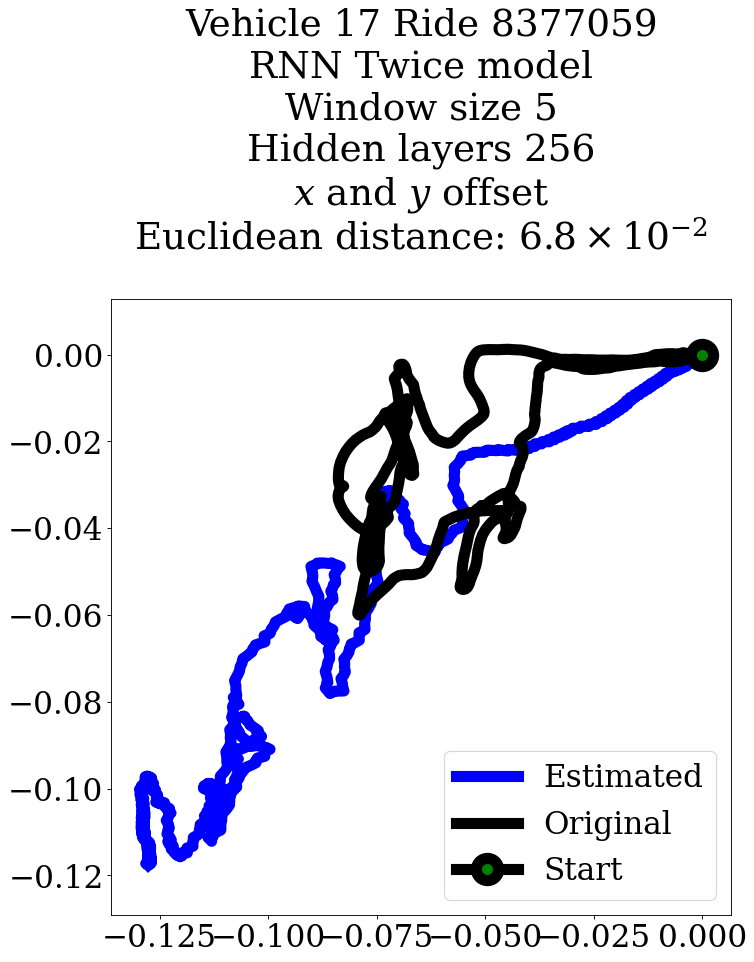 Vehicle 17 Ride 8377059
RNN Twice model
Window size 5
Hidden layers 256
x and y offset
Euclidean distance: 6.8 × 10⁻²
0.00
−0.02
−0.04
−0.06
−0.08
−0.10
−0.12
Estimated
Original
Start
−0.125 −0.100 −0.075 −0.050 −0.025 0.000